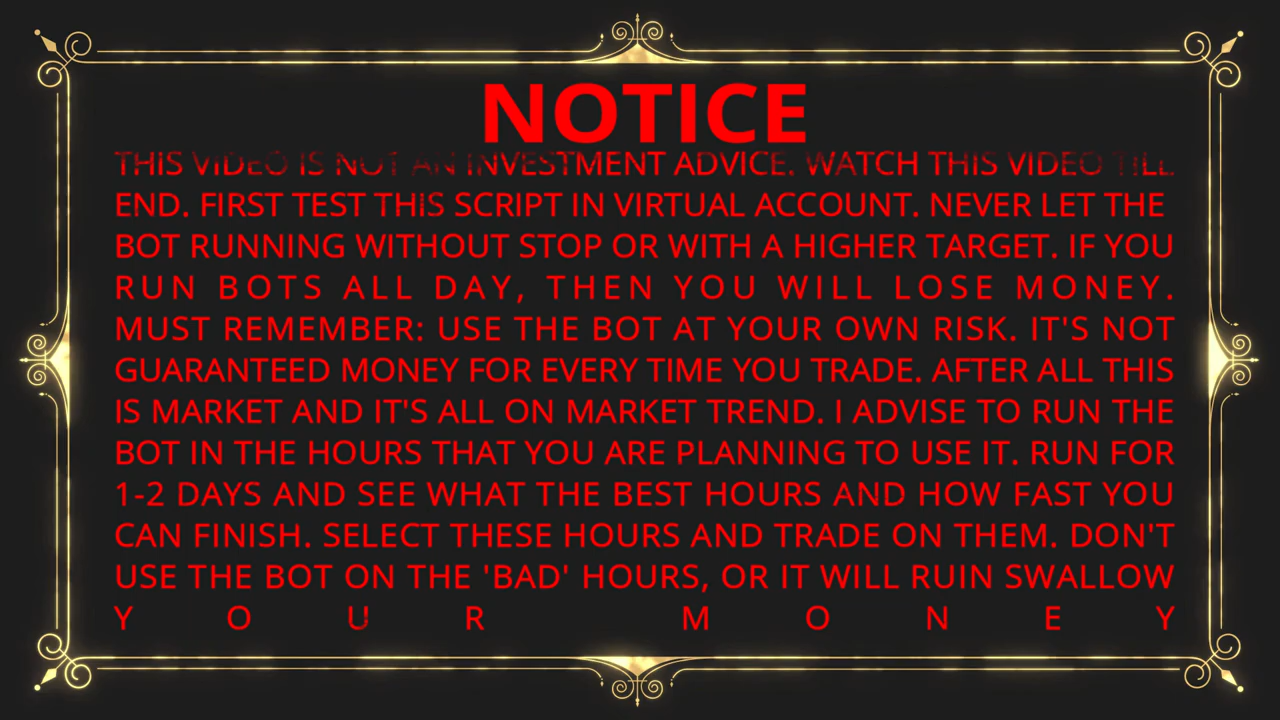 NOTICE
THIS VIDEO IS NOT AN INVESTMENT ADVICE. WATCH THIS VIDEO TILL
END. FIRST TEST THIS SCRIPT IN VIRTUAL ACCOUNT. NEVER LET THE
BOT RUNNING WITHOUT STOP OR WITH A HIGHER TARGET. IF YOU
RUN BOTS ALL DAY, THEN YOU WILL LOSE MONEY.
MUST REMEMBER: USE THE BOT AT YOUR OWN RISK. IT'S NOT
GUARANTEED MONEY FOR EVERY TIME YOU TRADE. AFTER ALL THIS
IS MARKET AND IT'S ALL ON MARKET TREND. I ADVISE TO RUN THE
BOT IN THE HOURS THAT YOU ARE PLANNING TO USE IT. RUN FOR
1-2 DAYS AND SEE WHAT THE BEST HOURS AND HOW FAST YOU
CAN FINISH. SELECT THESE HOURS AND TRADE ON THEM. DON'T
USE THE BOT ON THE 'BAD' HOURS, OR IT WILL RUIN SWALLOW
YOUR MONEY